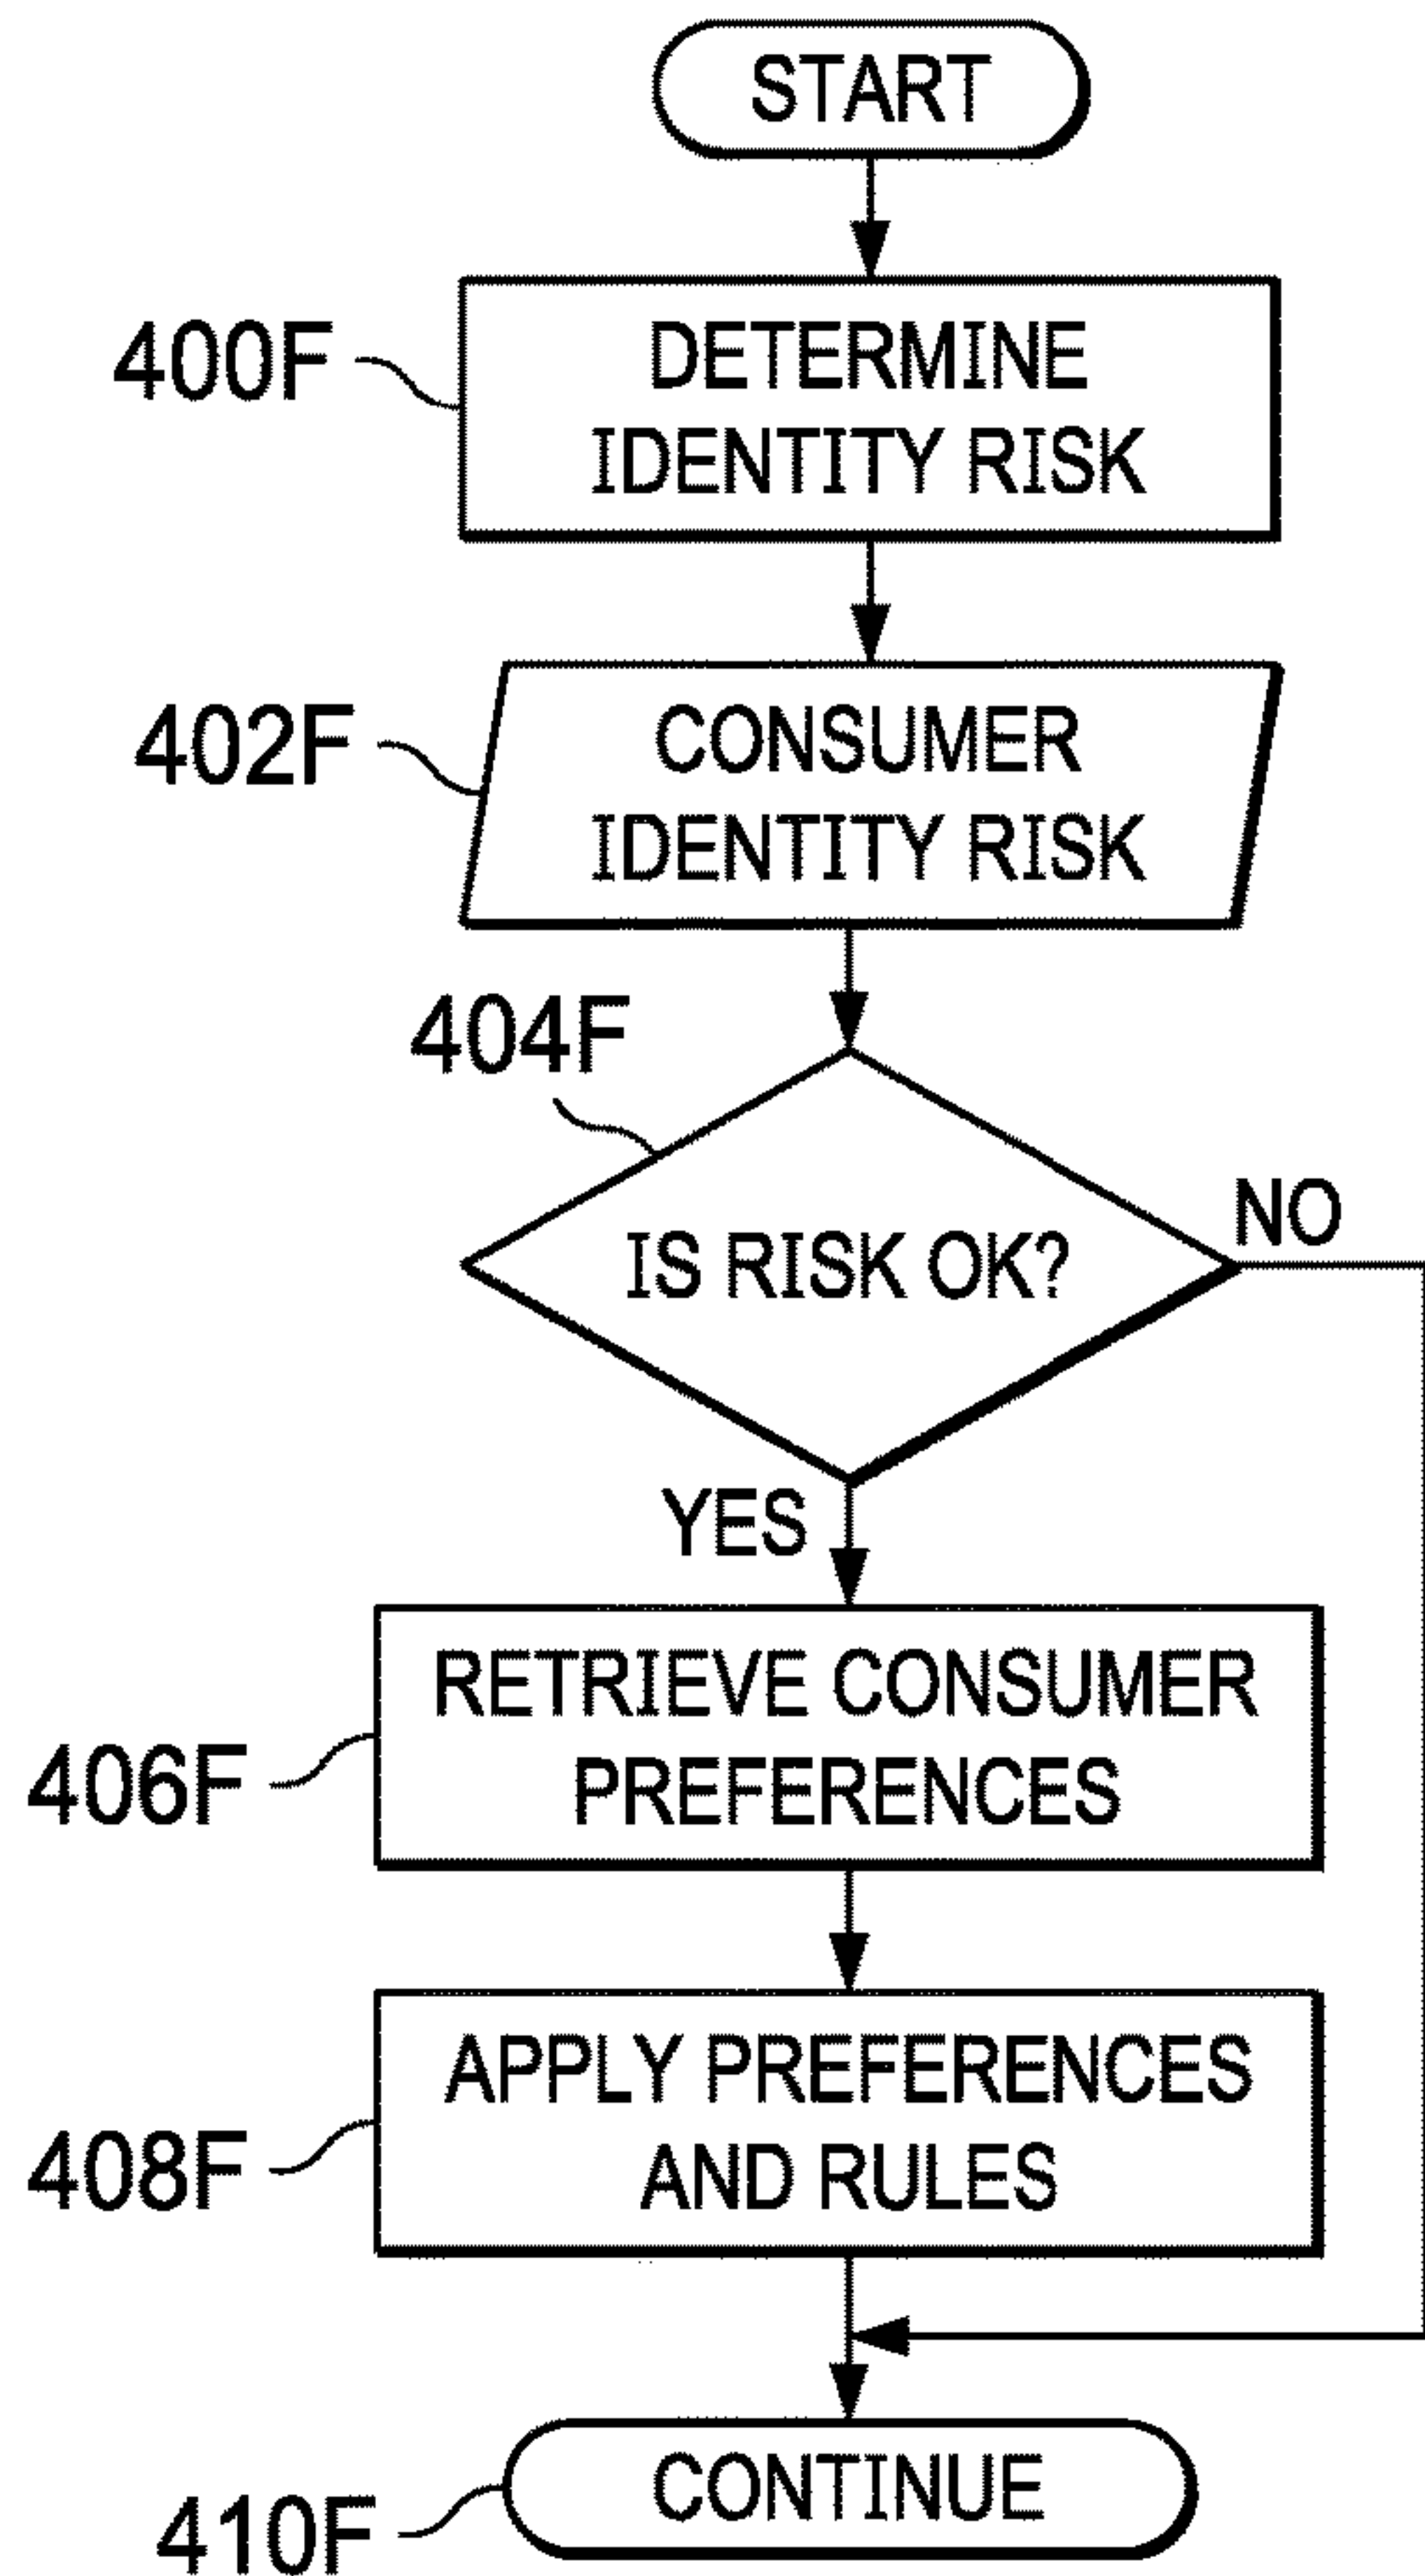 START
400F
DETERMINE
IDENTITY RISK
402F
CONSUMER
IDENTITY RISK
404F
IS RISK OK?
NO
YES
406F
RETRIEVE CONSUMER
PREFERENCES
408F
APPLY PREFERENCES
AND RULES
410F
CONTINUE